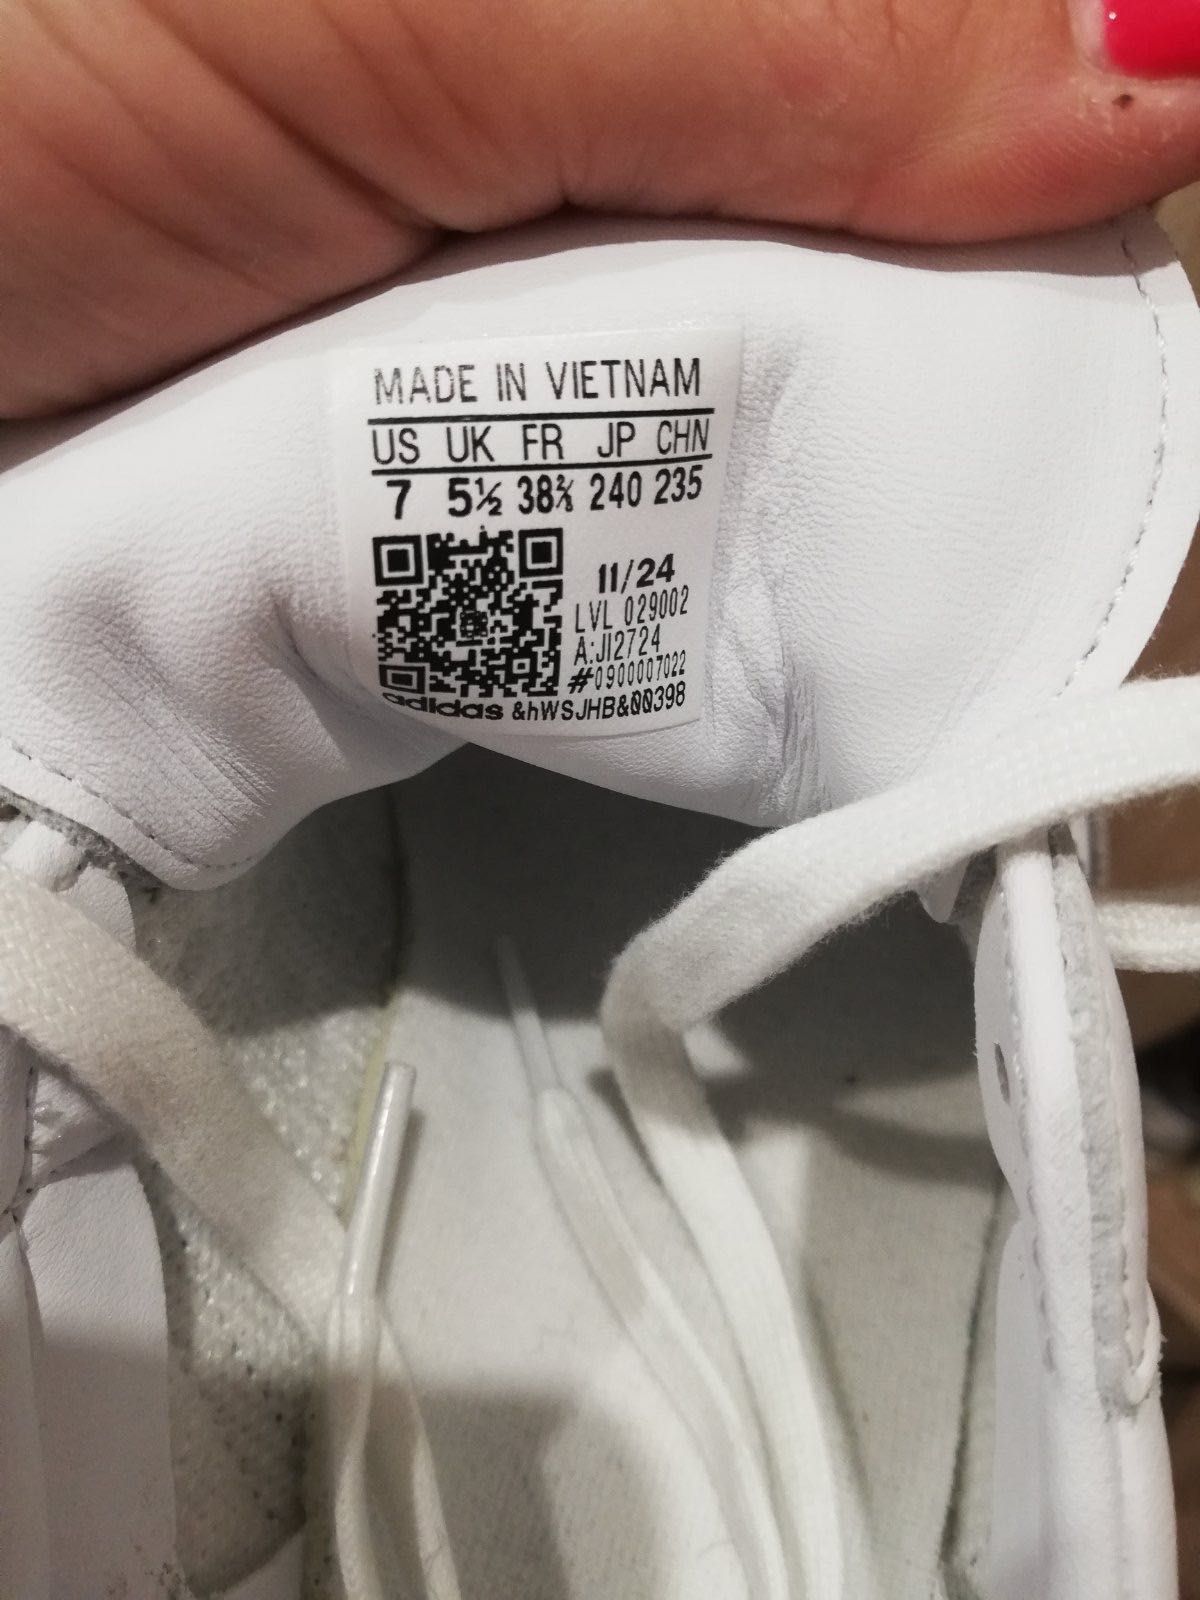 MADE IN VIETNAM
US UK FR JP CHN
7 5½ 38⅔ 240 235
11/24
LVL 029002
A:JI2724
#0900007022
adidas &hWSJHB&00398